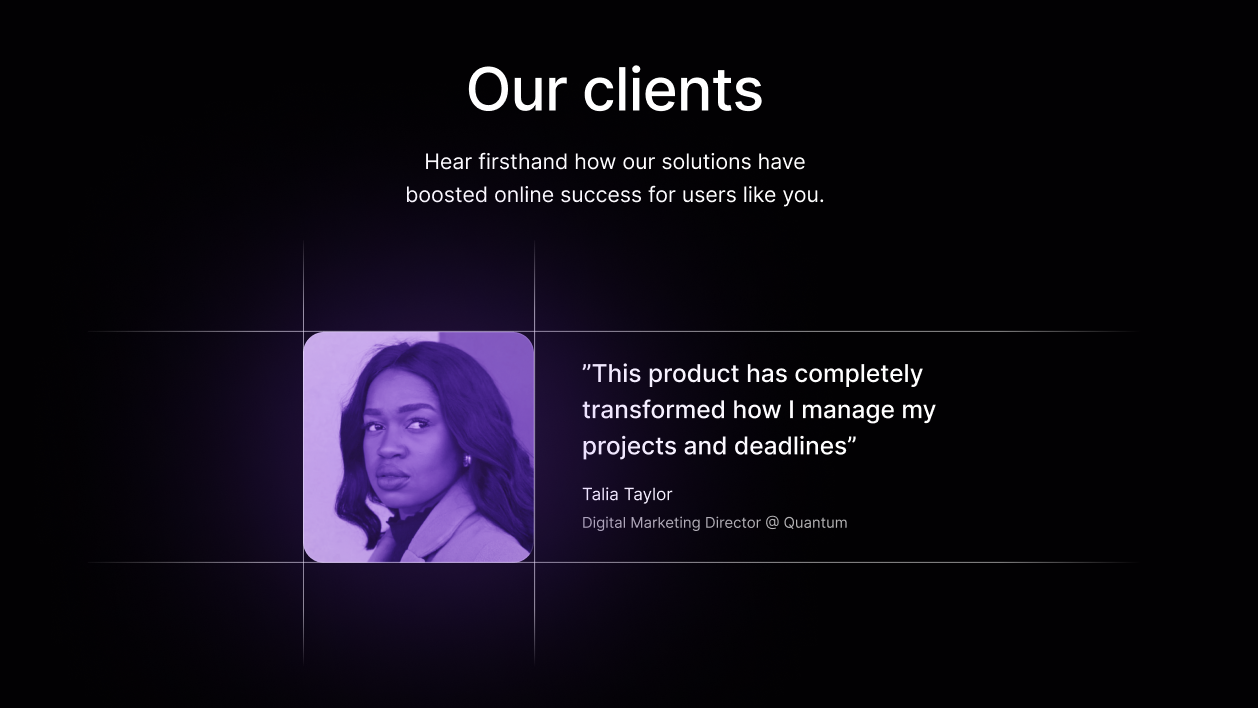 Our clients
Hear firsthand how our solutions have
boosted online success for users like you.
”This product has completely
transformed how I manage my
projects and deadlines”
Talia Taylor
Digital Marketing Director @ Quantum